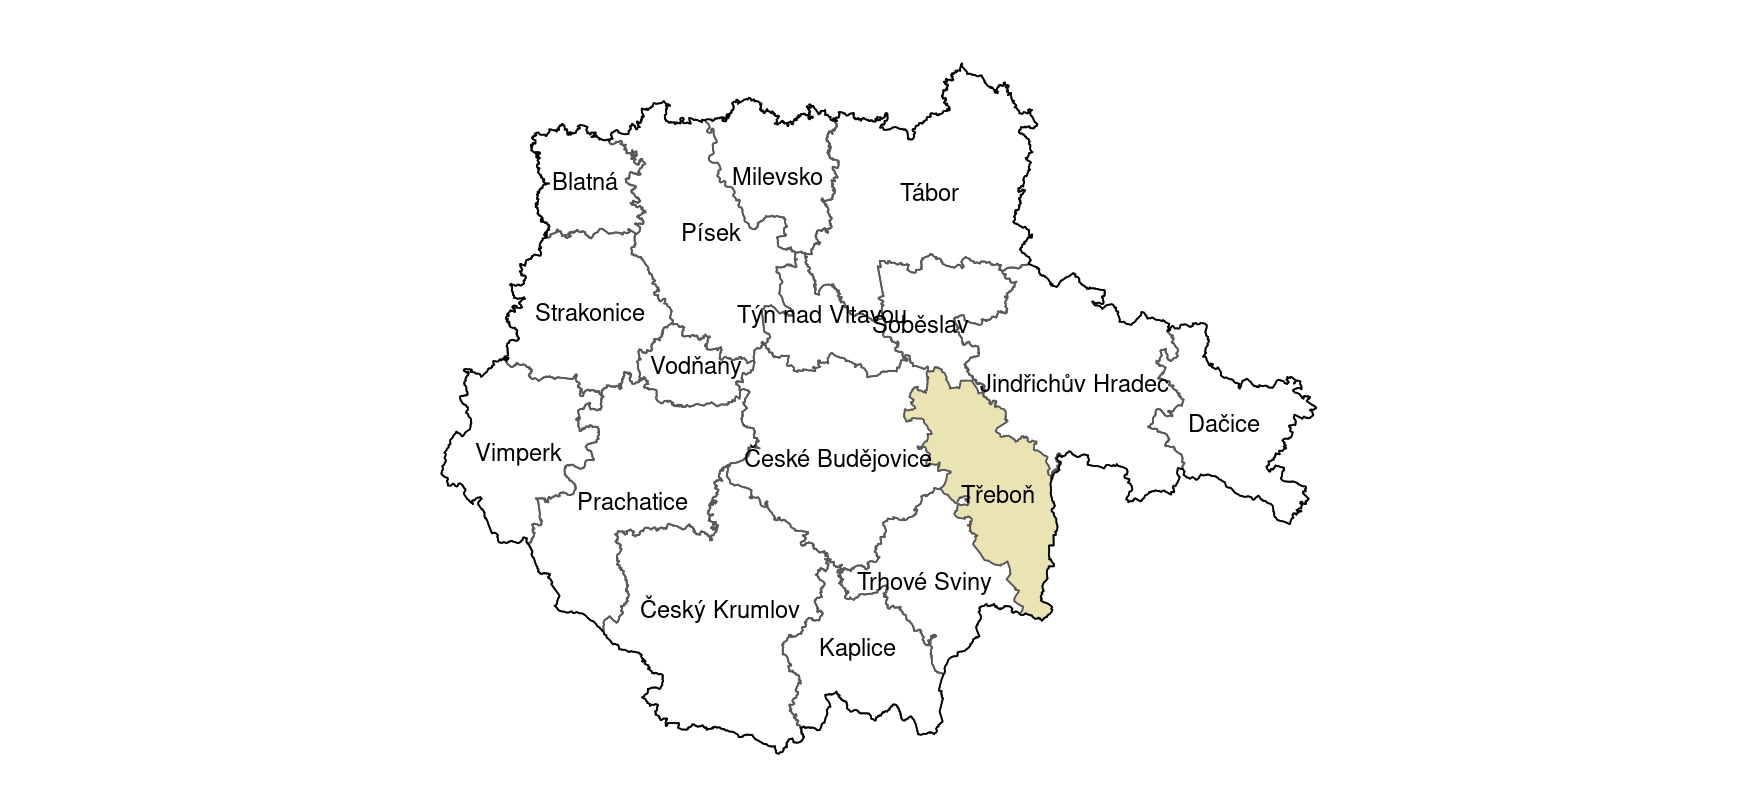 Milevsko
Blatná
Tábor
Písek
Strakonice
Týn nad Vltavou
Soběslav
Vodňany
Jindřichův Hradec
Dačice
Vimperk
České Budějovice
Třeboň
Prachatice
Trhové Sviny
Český Krumlov
Kaplice